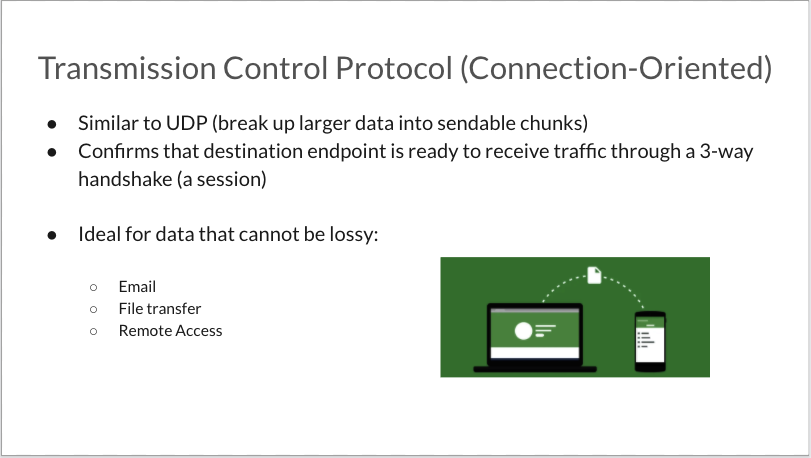 Transmission Control Protocol (Connection-Oriented)
● Similar to UDP (break up larger data into sendable chunks)
● Confirms that destination endpoint is ready to receive traffic through a 3-way
handshake (a session)
● Ideal for data that cannot be lossy:
○ Email
○ File transfer
○ Remote Access